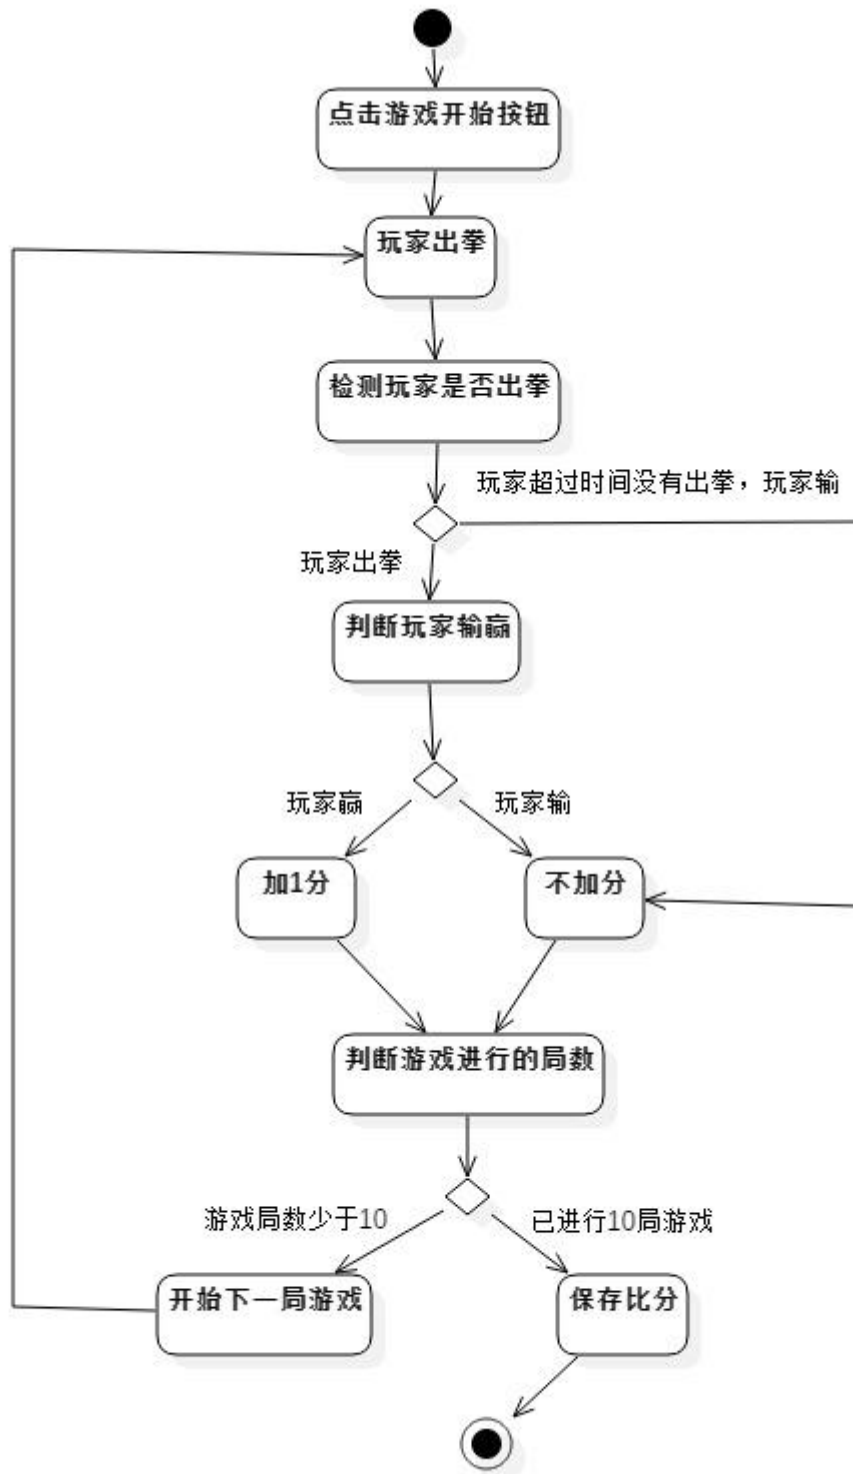 点击游戏开始按钮
玩家出拳
检测玩家是否出拳
玩家超过时间没有出拳，玩家输
玩家出拳
判断玩家输赢
玩家赢
玩家输
加1分
不加分
判断游戏进行的局数
游戏局数少于10
已进行10局游戏
开始下一局游戏
保存比分